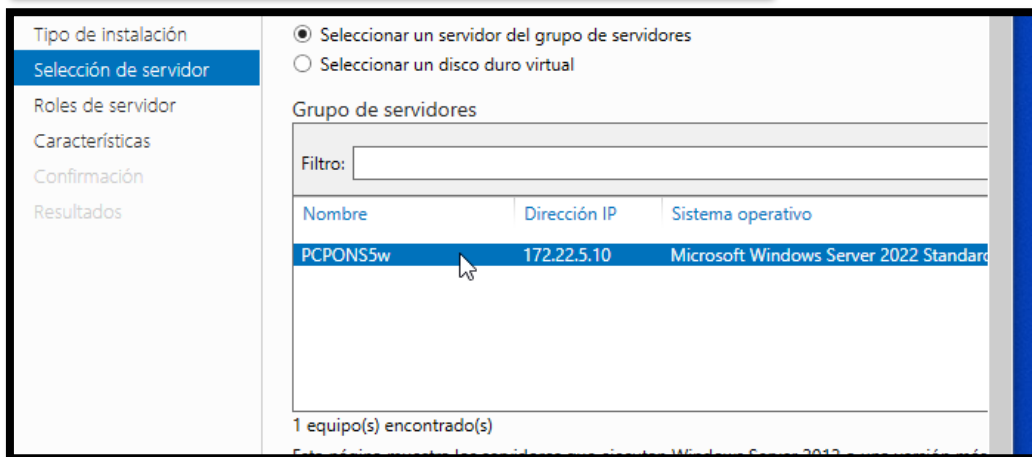 Tipo de instalación
Selección de servidor
Roles de servidor
Características
Confirmación
Resultados
Seleccionar un servidor del grupo de servidores
Seleccionar un disco duro virtual
Grupo de servidores
Filtro:
Nombre Dirección IP Sistema operativo
PCPONS5w 172.22.5.10 Microsoft Windows Server 2022 Standard
1 equipo(s) encontrado(s)